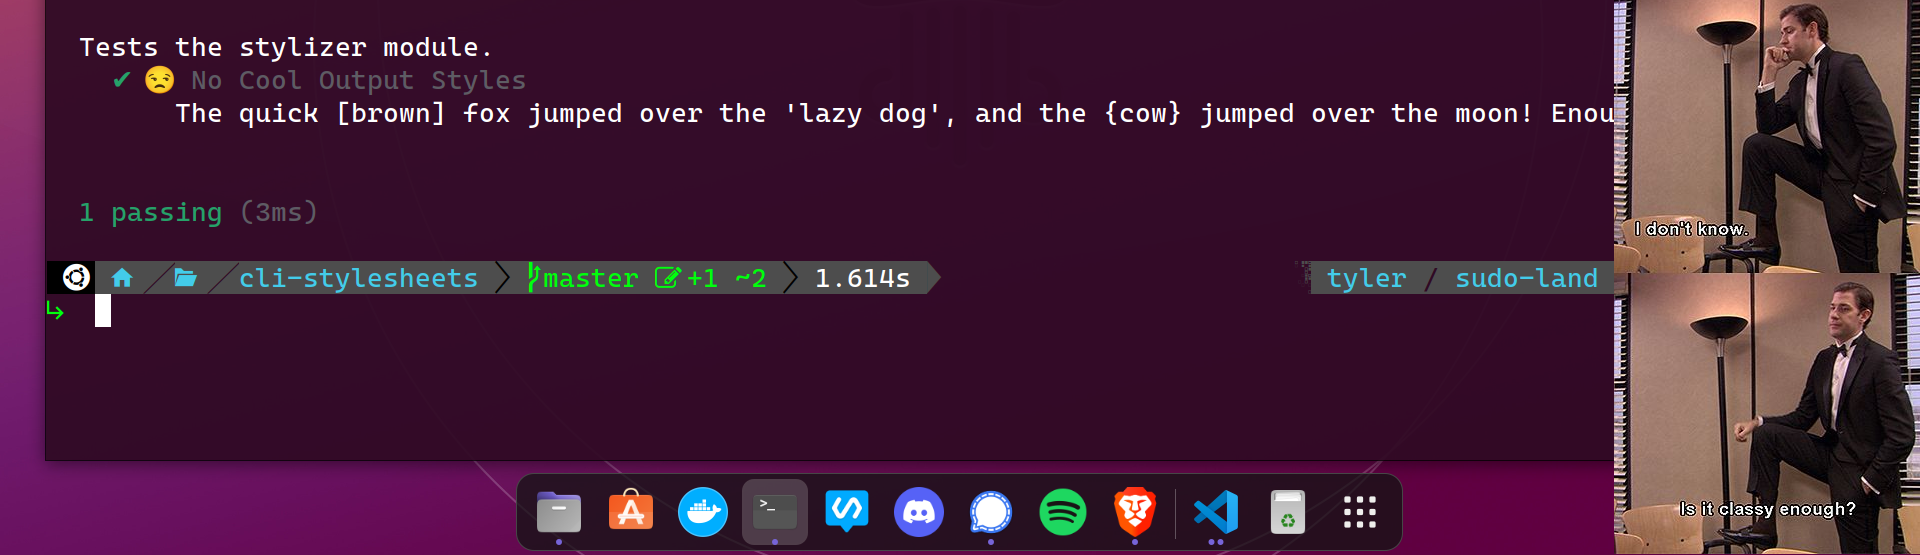 Tests the stylizer module.
✔ 😒 No Cool Output Styles
The quick [brown] fox jumped over the 'lazy dog', and the {cow} jumped over the moon! Enou
1 passing (3ms)
cli-stylesheets master +1 ~2 1.614s tyler / sudo-land
I don't know.
Is it classy enough?